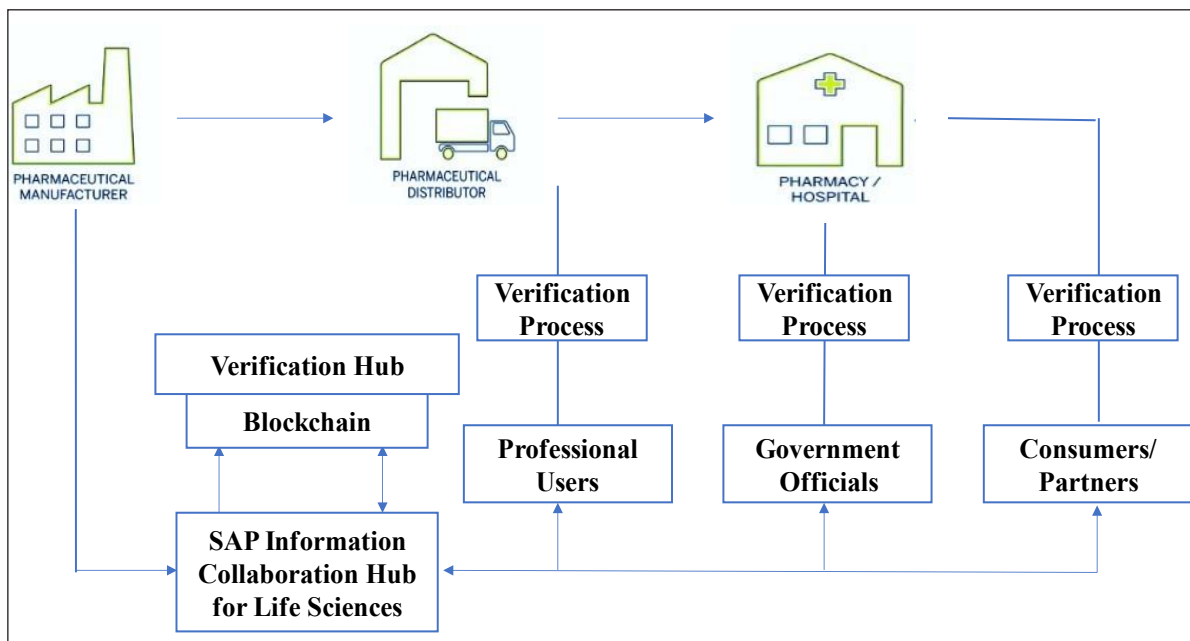 PHARMACEUTICAL
MANUFACTURER
PHARMACEUTICAL
DISTRIBUTOR
PHARMACY /
HOSPITAL
Verification
Process
Verification
Process
Verification
Process
Verification Hub
Blockchain
Professional
Users
Government
Officials
Consumers/
Partners
SAP Information
Collaboration Hub
for Life Sciences